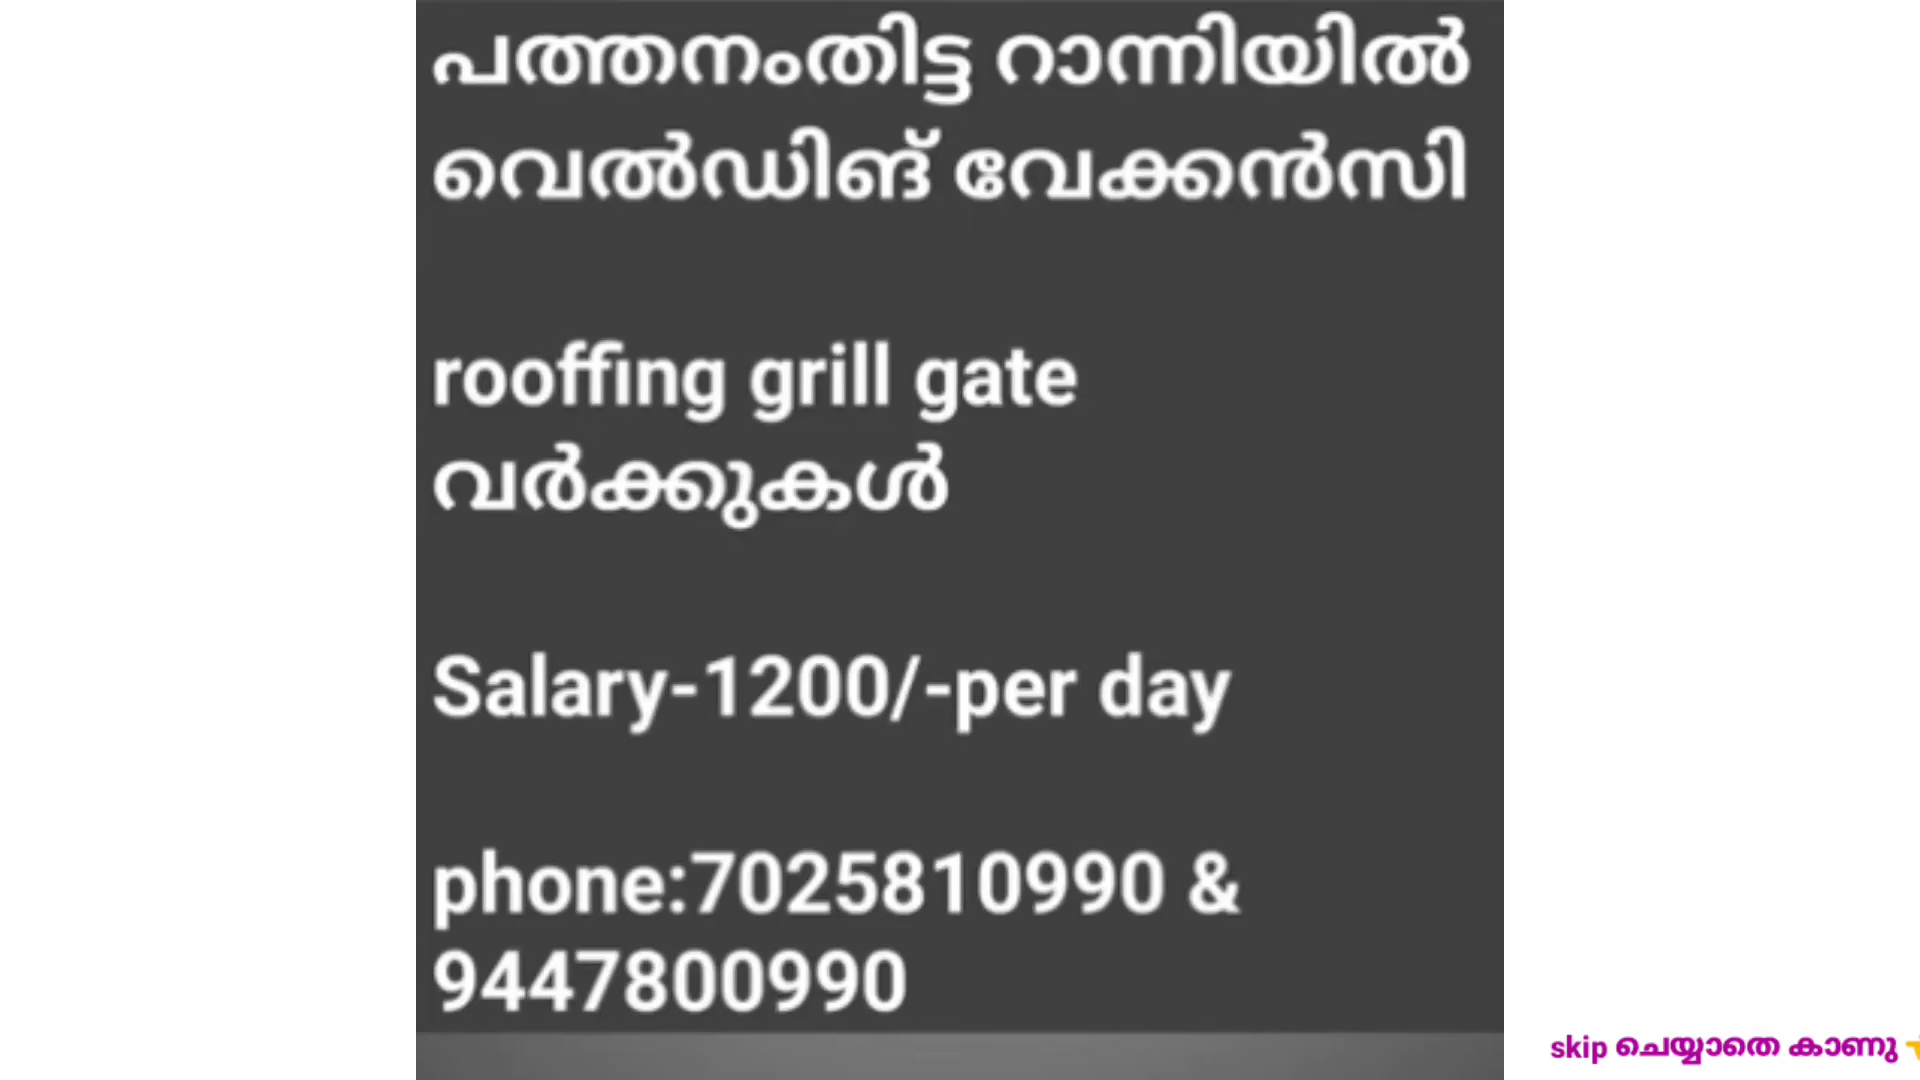 പത്തനംതിട്ട റാന്നിയിൽ
വെൽഡിങ് വേക്കൻസി
rooffing grill gate
വർക്കുകൾ
Salary-1200/-per day
phone:7025810990 &
9447800990
skip ചെയ്യാതെ കാണു